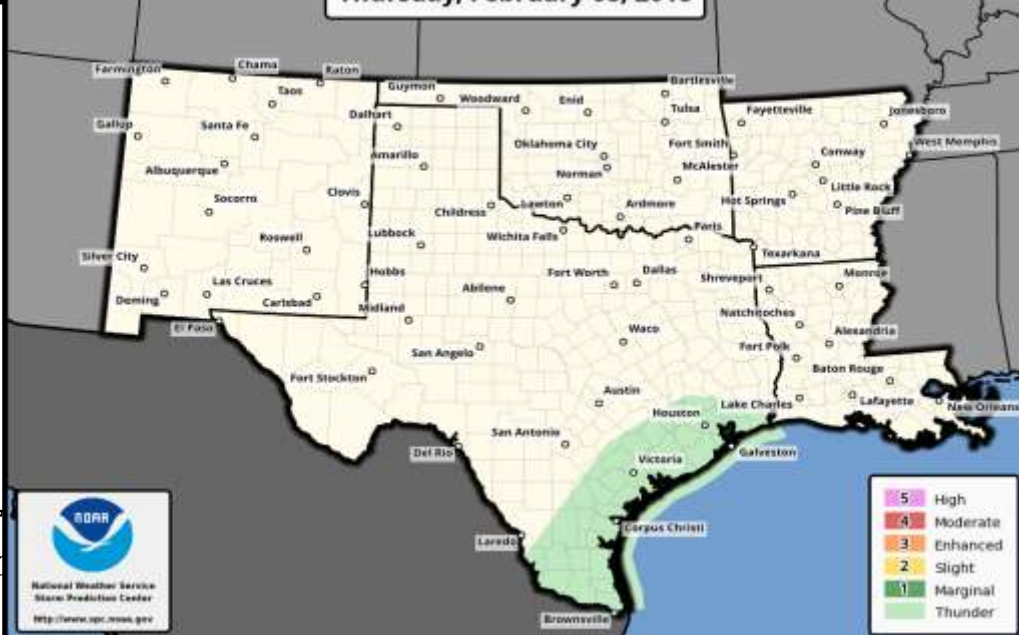 Farmington
Chama
Raton
Taos
Guymon
Woodward
Enid
Bartlesville
Tulsa
Fayetteville
Jonesboro
Gallup
Santa Fe
Dalhart
Oklahoma City
Fort Smith
Conway
West Memphis
Albuquerque
Amarillo
Norman
McAlester
Little Rock
Socorro
Clovis
Childress
Lawton
Ardmore
Hot Springs
Pine Bluff
Roswell
Lubbock
Wichita Falls
Paris
Texarkana
Silver City
Hobbs
Fort Worth
Dallas
Shreveport
Monroe
Deming
Las Cruces
Carlsbad
Midland
Abilene
Natchitoches
El Paso
Waco
Alexandria
San Angelo
Fort Polk
Fort Stockton
Baton Rouge
Austin
Houston
Lake Charles
Lafayette
New Orleans
San Antonio
Del Rio
Victoria
Galveston
Laredo
Corpus Christi
Brownsville
NOAA
National Weather Service
Storm Prediction Center
http://www.spc.noaa.gov
5 High
4 Moderate
3 Enhanced
2 Slight
1 Marginal
Thunder